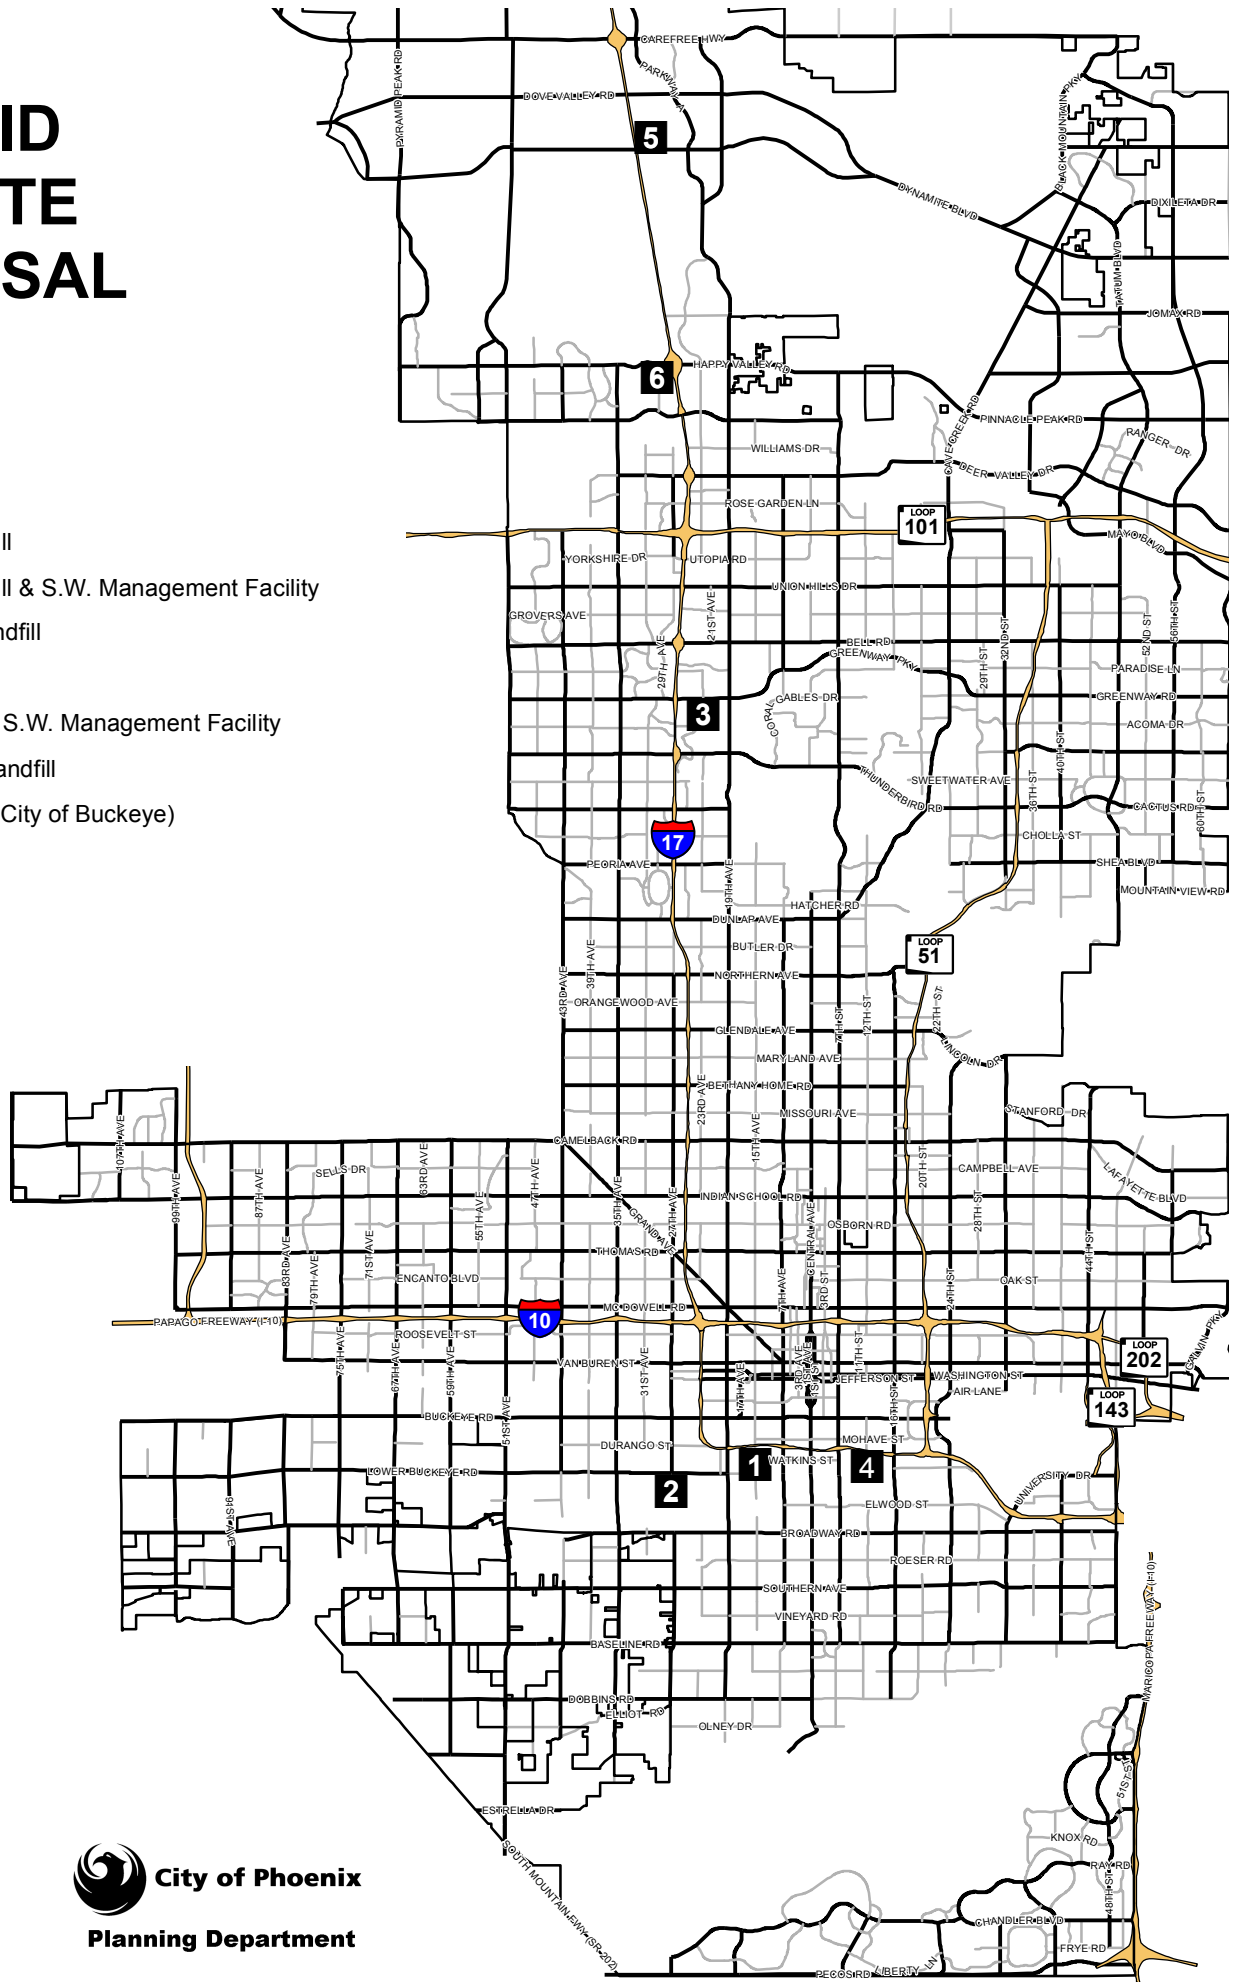 ID
TE
SAL
ll
ll & S.W. Management Facility
ndfill
S.W. Management Facility
andfill
City of Buckeye)
CAREFREE HWY
PARKWAY A
PYRAMID PEAK RD
DOVE VALLEY RD
BLACK MOUNTAIN PKY
5
DYNAMITE BLVD
DIXILETA DR
TATUM BLVD
JOMAX RD
6
HAPPY VALLEY RD
CAVE CREEK RD
PINNACLE PEAK RD
WILLIAMS DR
RANGER DR
DEER VALLEY DR
ROSE GARDEN LN
LOOP
101
MAYO BLVD
YORKSHIRE DR
UTOPIA RD
UNION HILLS DR
GROVERS AVE
21ST AVE
29TH AVE
BELL RD
GREENWAY PKY
29TH ST
32ND ST
52ND ST
56TH ST
PARADISE LN
GREENWAY RD
3
CORAL GABLES DR
ACOMA DR
40TH ST
THUNDERBIRD RD
SWEETWATER AVE
36TH ST
CACTUS RD
60TH ST
17
CHOLLA ST
PEORIA AVE
SHEA BLVD
19TH AVE
MOUNTAIN VIEW RD
HATCHER RD
DUNLAP AVE
BUTLER DR
LOOP
51
39TH AVE
43RD AVE
NORTHERN AVE
ORANGEWOOD AVE
7TH ST
12TH ST
22TH ST
GLENDALE AVE
LINCOLN DR
MARYLAND AVE
BETHANY HOME RD
23RD AVE
MISSOURI AVE
STANFORD DR
15TH AVE
107TH AVE
CAMELBACK RD
SELLS DR
63RD AVE
47TH AVE
20TH ST
CAMPBELL AVE
LAFAYETTE BLVD
99TH AVE
87TH AVE
55TH AVE
35TH AVE
27TH AVE
INDIAN SCHOOL RD
GRAND AVE
CENTRAL AVE
OSBORN RD
28TH ST
44TH ST
83RD AVE
79TH AVE
71ST AVE
THOMAS RD
ENCANTO BLVD
7TH AVE
3RD ST
24TH ST
OAK ST
MC DOWELL RD
PAPAGO FREEWAY (I-10)
10
ROOSEVELT ST
GALVIN PKY
75TH AVE
67TH AVE
59TH AVE
VAN BUREN ST
31ST AVE
17TH AVE
3RD AVE
1ST AVE
1ST ST
11TH ST
LOOP
202
JEFFERSON ST
WASHINGTON ST
AIR LANE
LOOP
143
BUCKEYE RD
51ST AVE
16TH ST
DURANGO ST
MOHAVE ST
LOWER BUCKEYE RD
1
WATKINS ST
4
2
UNIVERSITY DR
91ST AVE
ELWOOD ST
BROADWAY RD
ROESER RD
SOUTHERN AVE
VINEYARD RD
BASELINE RD
MARICOPA FREEWAY (I-10)
DOBBINS RD
ELLIOT RD
OLNEY DR
51ST ST
ESTRELLA DR
KNOX RD
RAY RD
48TH ST
SOUTH MOUNTAIN FWY (SR-202)
CHANDLER BLVD
FRYE RD
LIBERTY LN
PECOS RD
City of Phoenix
Planning Department